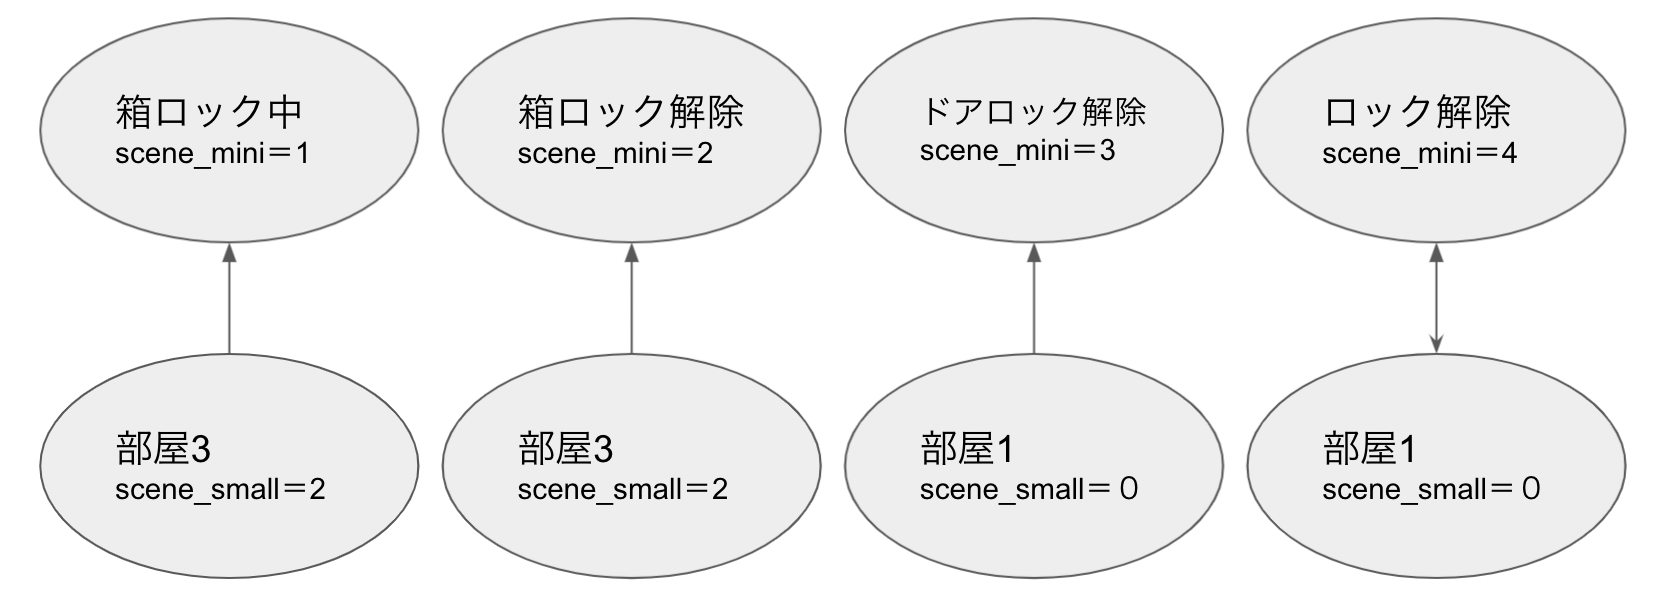 箱ロック中
scene_mini＝1
箱ロック解除
scene_mini＝2
ドアロック解除
scene_mini＝3
ロック解除
scene_mini＝4
部屋3
scene_small＝2
部屋3
scene_small＝2
部屋1
scene_small＝０
部屋1
scene_small＝０